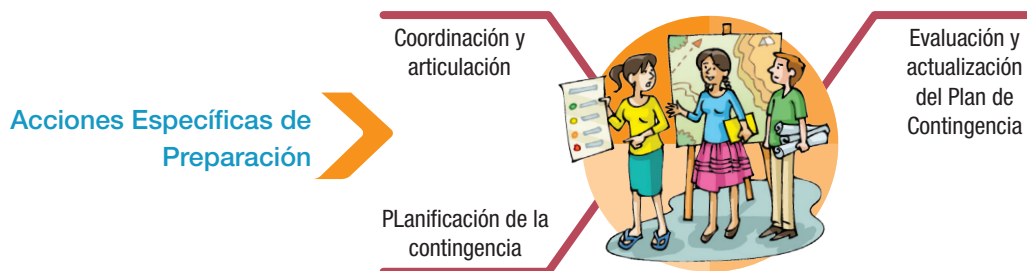 Acciones Específicas de
Preparación
Coordinación y
articulación
PLanificación de la
contingencia
Evaluación y
actualización
del Plan de
Contingencia